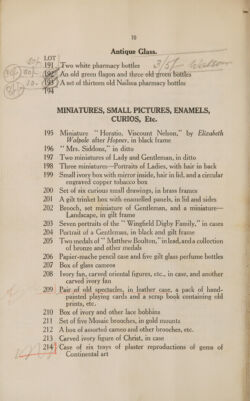 10
Antique Glass.
LOT
191 Two white pharmacy bottles 3/5/- Watson
192 An old green flagon and three old green bottles
193 A set of thirteen old Nailsea pharmacy bottles
194
MINIATURES, SMALL PICTURES, ENAMELS,
CURIOS, Etc.
195 Miniature "Horatio, Viscount Nelson," by Elizabeth
Walpole after Hopner, in black frame
196 " Mrs. Siddons," in ditto
197 Two miniatures of Lady and Gentleman, in ditto
198 Three miniatures—Portraits of Ladies, with hair in back
199 Small ivory box with mirror inside, hair in lid, and a circular
engraved copper tobacco box
200 Set of six curious small drawings, in brass frames
201 A gilt trinket box with enamelled panels, in lid and sides
202 Brooch, set miniature of Gentleman, and a miniature—
Landscape, in gilt frame
203 Seven portraits of the "Wingfield Digby Family," in cases
204 Portrait of a Gentleman, in black and gilt frame
205 Two medals of "Matthew Boulton," in lead, and a collection
of bronze and other medals
206 Papier-mache pencil case and five gilt glass perfume bottles
207 Box of glass cameos
208 Ivory fan, carved oriental figures, etc., in case, and another
carved ivory fan
209 Pair of old spectacles, in leather case, a pack of hand-
painted playing cards and a scrap book containing old
prints, etc.
210 Box of ivory and other lace bobbins
211 Set of five Mosaic brooches, in gold mounts
212 A box of assorted cameo and other brooches, etc.
213 Carved ivory figure of Christ, in case
214 Case of six trays of plaster reproductions of gems of
Continental art